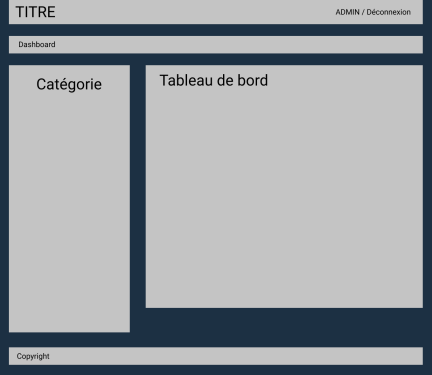 TITRE
ADMIN / Déconnexion
Dashboard
Catégorie
Tableau de bord
Copyright